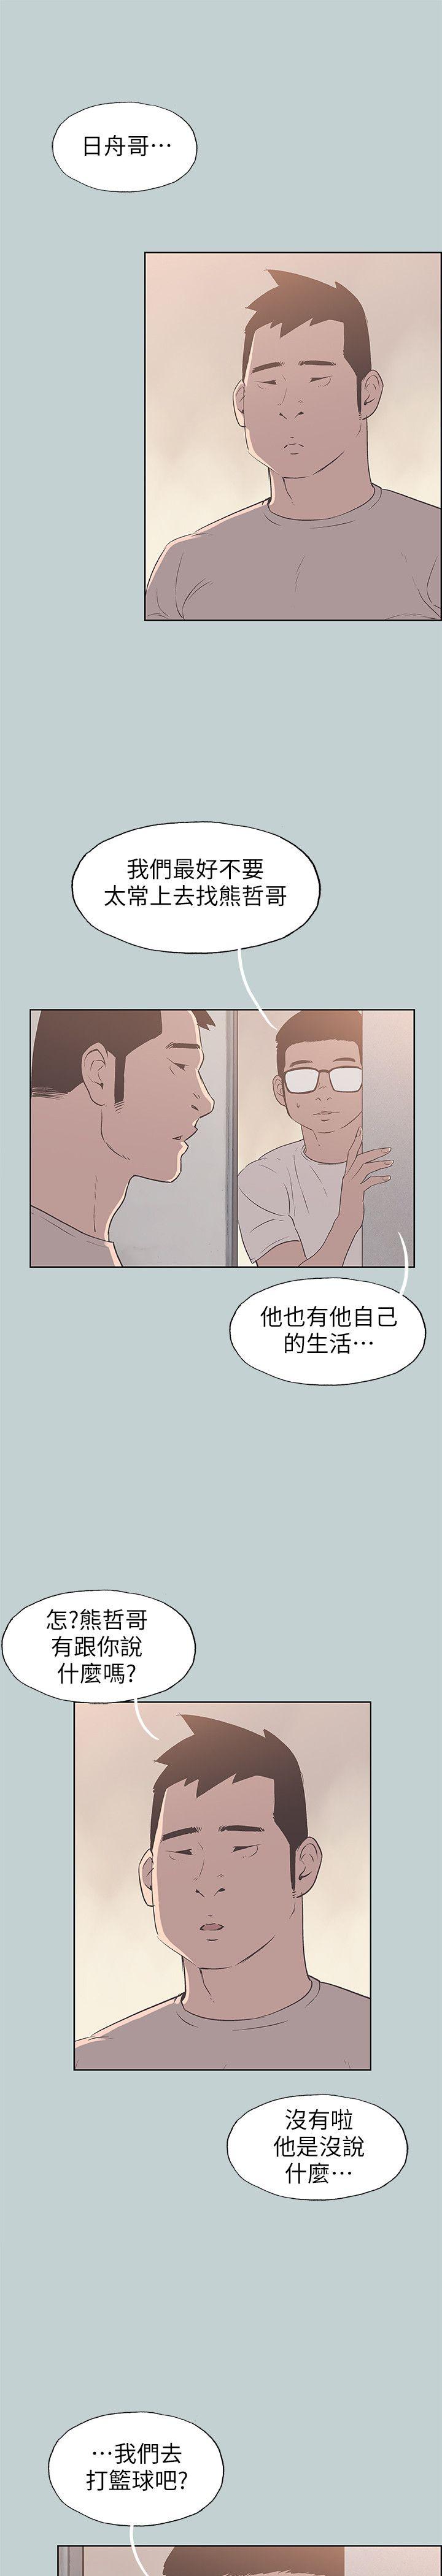 日舟哥⋯
我們最好不要
太常上去找熊哲哥
他也有他自己
的生活⋯
怎?熊哲哥
有跟你說
什麼嗎?
沒有啦
他是沒說
什麼⋯
⋯我們去
打籃球吧?